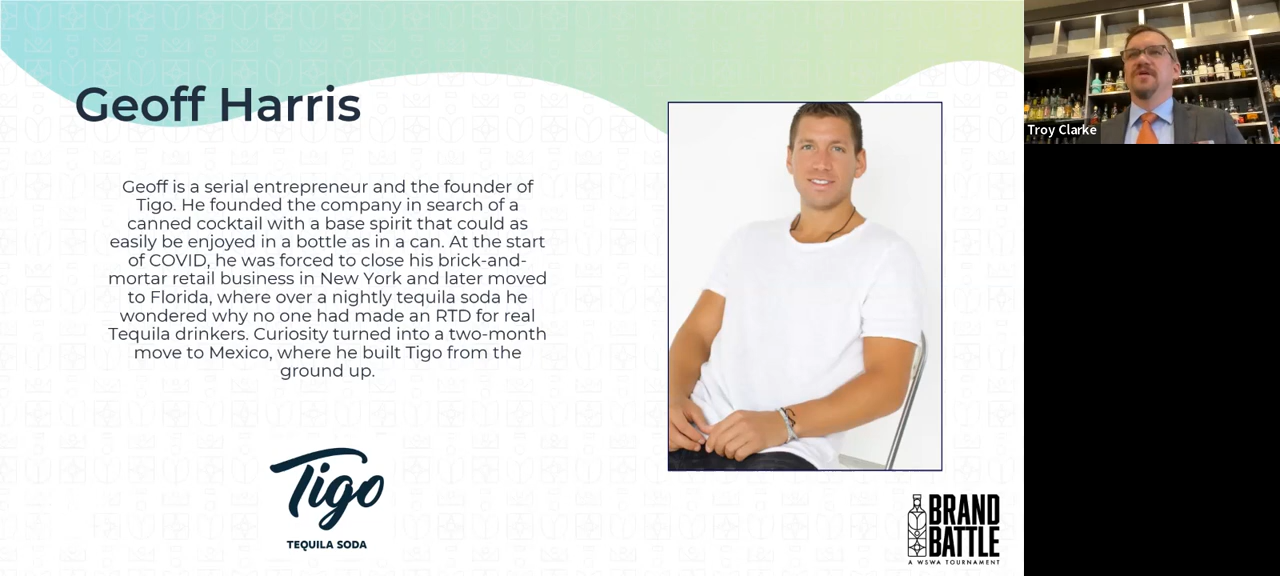 Geoff Harris
Geoff is a serial entrepreneur and the founder of
Tigo. He founded the company in search of a
canned cocktail with a base spirit that could as
easily be enjoyed in a bottle as in a can. At the start
of COVID, he was forced to close his brick-and-
mortar retail business in New York and later moved
to Florida, where over a nightly tequila soda he
wondered why no one had made an RTD for real
Tequila drinkers. Curiosity turned into a two-month
move to Mexico, where he built Tigo from the
ground up.
Tigo
TEQUILA SODA
BRAND
BATTLE
A WSWA TOURNAMENT
Troy Clarke